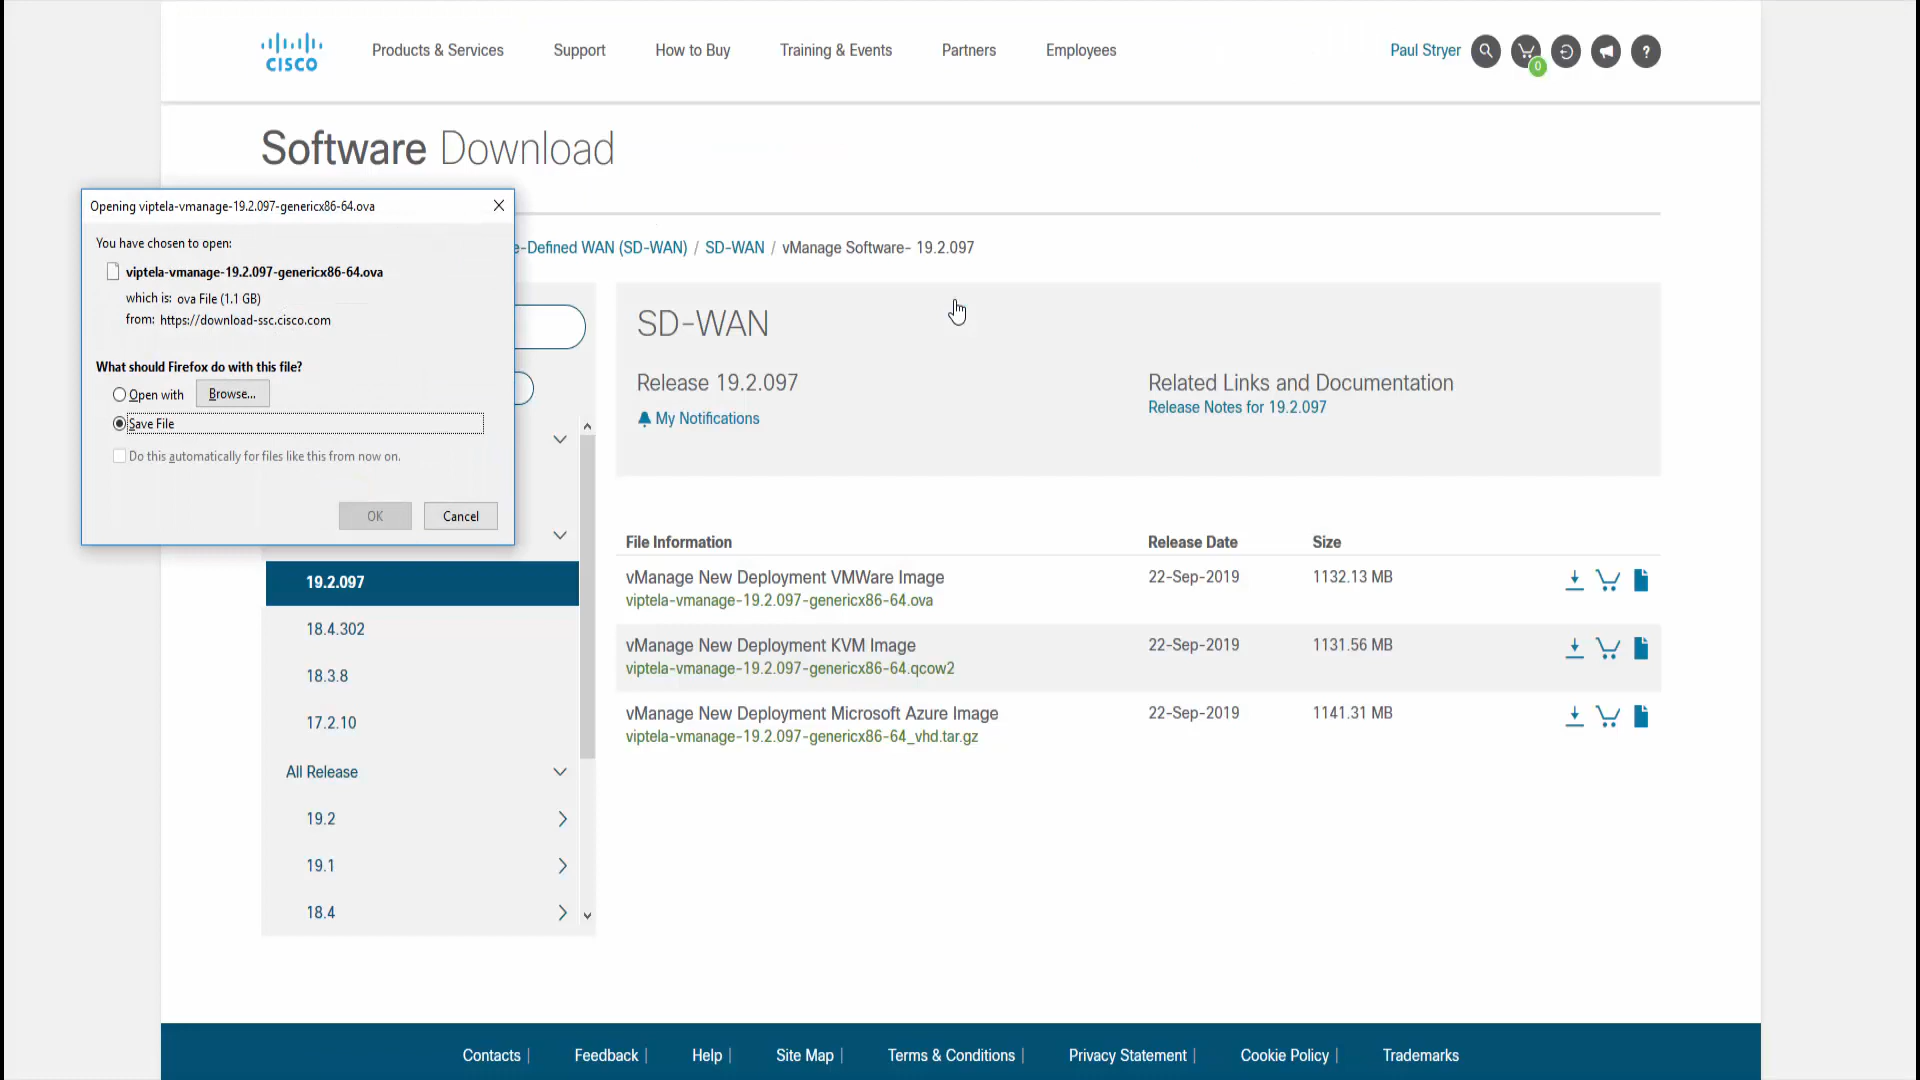 CISCO
Products & Services
Support
How to Buy
Training & Events
Partners
Employees
Paul Stryer
0
?
Software Download
Opening viptela-vmanage-19.2.097-genericx86-64.ova
You have chosen to open:
viptela-vmanage-19.2.097-genericx86-64.ova
which is: ova File (1.1 GB)
from: https://download-ssc.cisco.com
What should Firefox do with this file?
Open with
Browse...
Save File
Do this automatically for files like this from now on.
OK
Cancel
e-Defined WAN (SD-WAN) / SD-WAN / vManage Software- 19.2.097
19.2.097
18.4.302
18.3.8
17.2.10
All Release
19.2
19.1
18.4
SD-WAN
Release 19.2.097
My Notifications
Related Links and Documentation
Release Notes for 19.2.097
File Information Release Date Size
vManage New Deployment VMWare Image 22-Sep-2019 1132.13 MB
viptela-vmanage-19.2.097-genericx86-64.ova
vManage New Deployment KVM Image 22-Sep-2019 1131.56 MB
viptela-vmanage-19.2.097-genericx86-64.qcow2
vManage New Deployment Microsoft Azure Image 22-Sep-2019 1141.31 MB
viptela-vmanage-19.2.097-genericx86-64_vhd.tar.gz
Contacts | Feedback | Help | Site Map | Terms & Conditions | Privacy Statement | Cookie Policy | Trademarks